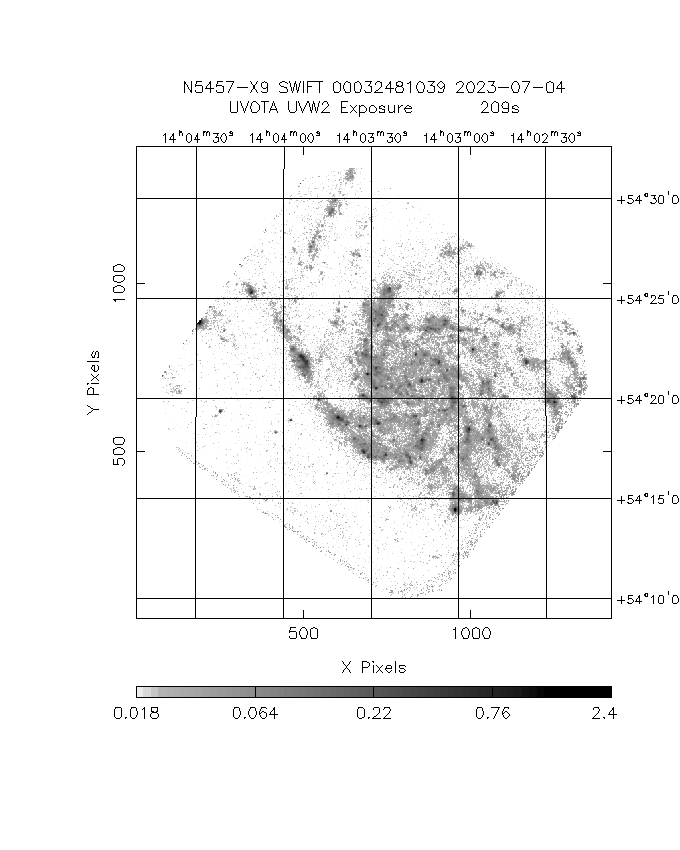 N5457-X9 SWIFT 00032481039 2023-07-04
UVOTA UVW2 Exposure 209s
14ʰ04ᵐ30ˢ 14ʰ04ᵐ00ˢ 14ʰ03ᵐ30ˢ 14ʰ03ᵐ00ˢ 14ʰ02ᵐ30ˢ
+54°30'0
+54°25'0
+54°20'0
+54°15'0
+54°10'0
1000
500
Y Pixels
500 1000
X Pixels
0.018 0.064 0.22 0.76 2.4